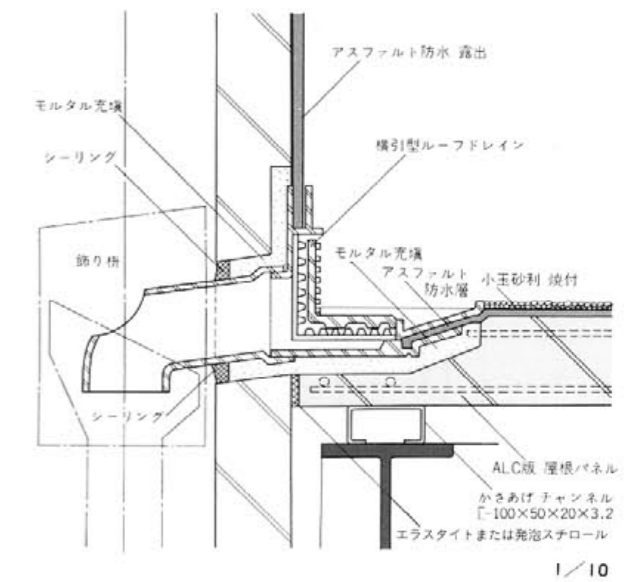 アスファルト防水 露出
モルタル充塡
シーリング
横引型ルーフドレイン
飾り枡
モルタル充塡
アスファルト
防水層
小玉砂利 焼付
シーリング
ALC版 屋根パネル
かさあげ チャンネル
[-100×50×20×3.2
エラスタイトまたは発泡スチロール
1/10